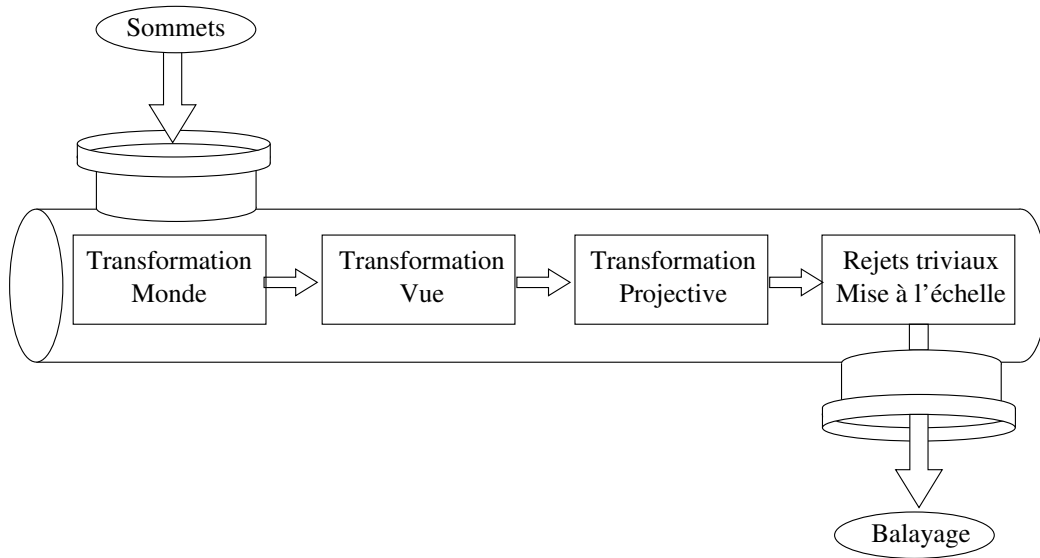 Sommets
Transformation
Monde
Transformation
Vue
Transformation
Projective
Rejets triviaux
Mise à l'échelle
Balayage